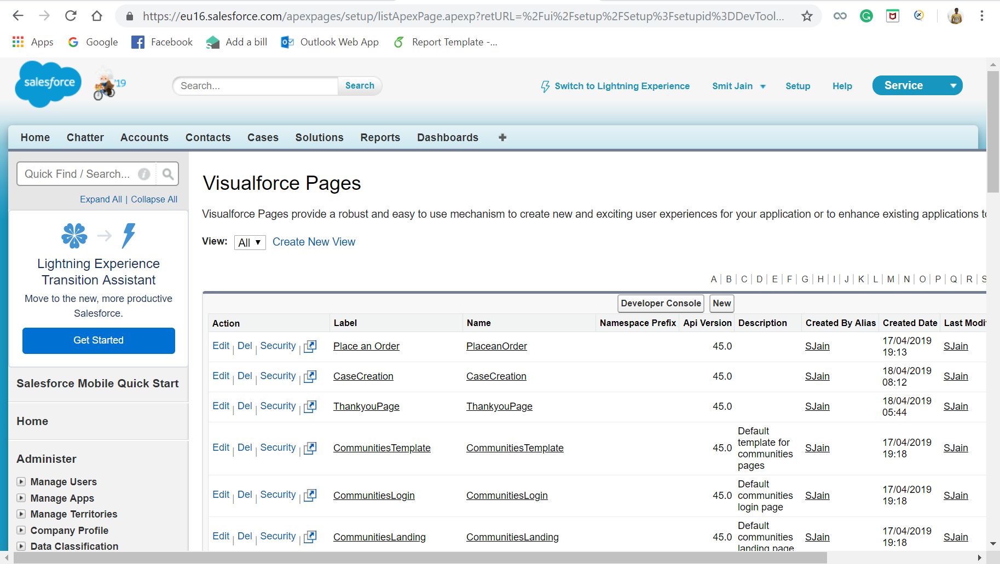 https://eu16.salesforce.com/apexpages/setup/listApexPage.apexp?retURL=%2Fui%2Fsetup%2FSetup%3Fsetupid%3DDevTool...
Apps Google Facebook Add a bill Outlook Web App Report Template -...
salesforce '19 Search... Search Switch to Lightning Experience Smit Jain Setup Help Service
Home Chatter Accounts Contacts Cases Solutions Reports Dashboards
Quick Find / Search...
Expand All | Collapse All
Lightning Experience
Transition Assistant
Move to the new, more productive
Salesforce.
Get Started
Salesforce Mobile Quick Start
Home
Administer
Manage Users
Manage Apps
Manage Territories
Company Profile
Data Classification
Visualforce Pages
Visualforce Pages provide a robust and easy to use mechanism to create new and exciting user experiences for your application or to enhance existing applications to
View: All Create New View
A | B | C | D | E | F | G | H | I | J | K | L | M | N | O | P | Q | R | S
Developer Console New
Action Label Name Namespace Prefix Api Version Description Created By Alias Created Date Last Modi
Edit | Del | Security | Place an Order PlaceanOrder 45.0 SJain 17/04/2019 19:13 SJain
Edit | Del | Security | CaseCreation CaseCreation 45.0 SJain 18/04/2019 08:12 SJain
Edit | Del | Security | ThankyouPage ThankyouPage 45.0 SJain 18/04/2019 05:44 SJain
Edit | Del | Security | CommunitiesTemplate CommunitiesTemplate 45.0 Default template for communities pages SJain 17/04/2019 19:18 SJain
Edit | Del | Security | CommunitiesLogin CommunitiesLogin 45.0 Default communities login page SJain 17/04/2019 19:18 SJain
Edit | Del | Security | CommunitiesLanding CommunitiesLanding 45.0 Default communities landing page SJain 17/04/2019 19:18 SJain